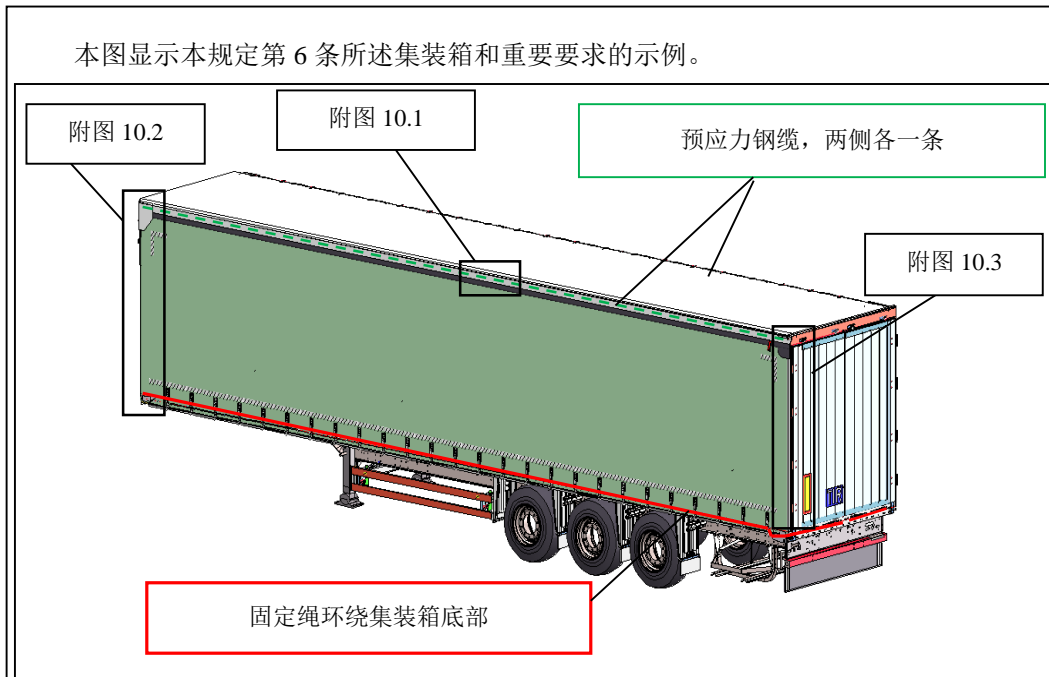 本图显示本规定第 6 条所述集装箱和重要要求的示例。
附图 10.2
附图 10.1
预应力钢缆，两侧各一条
附图 10.3
固定绳环绕集装箱底部